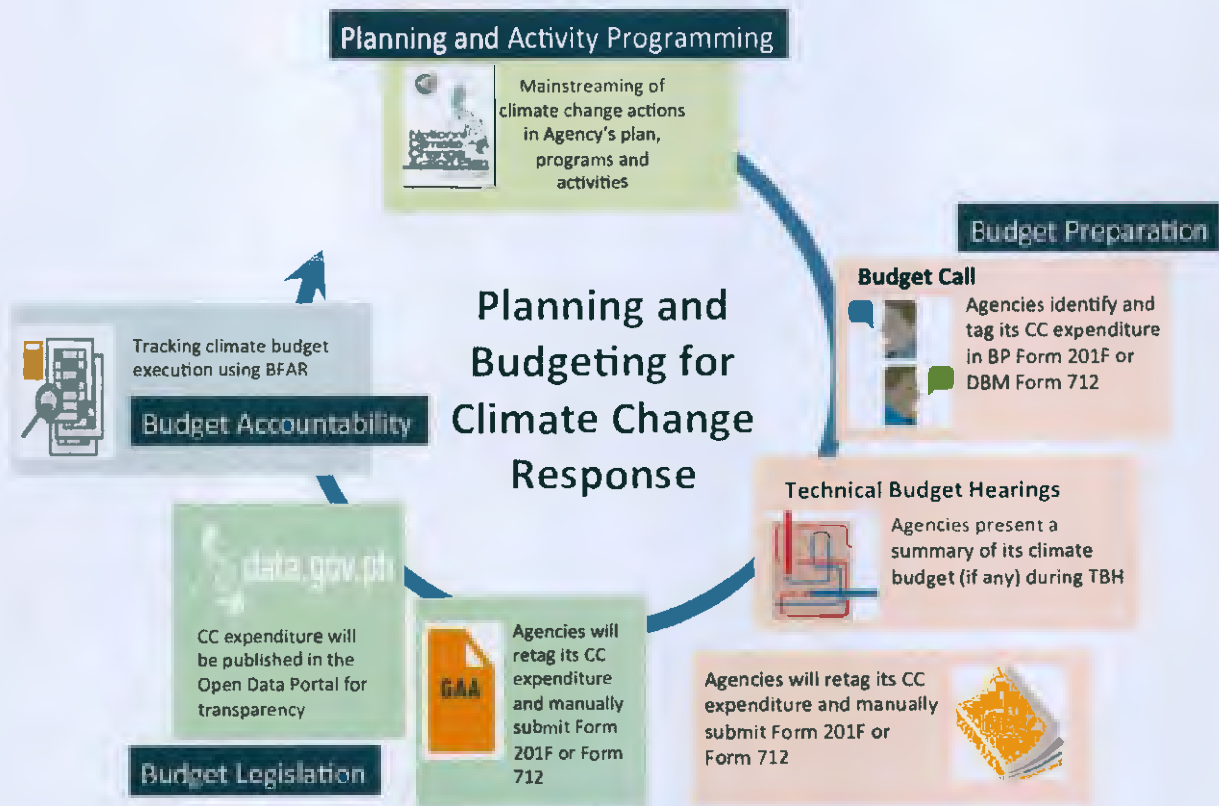 Planning and Activity Programming
Mainstreaming of
climate change actions
in Agency's plan,
programs and
activities
Budget Preparation
Budget Call
Agencies identify and
tag its CC expenditure
in BP Form 201F or
DBM Form 712
Planning and
Budgeting for
Climate Change
Response
Tracking climate budget
execution using BFAR
Budget Accountability
Technical Budget Hearings
Agencies present a
summary of its climate
budget (if any) during TBH
data.gov.ph
CC expenditure will
be published in the
Open Data Portal for
transparency
Budget Legislation
GAA
Agencies will
retag its CC
expenditure
and manually
submit Form
201F or Form
712
Agencies will retag its CC
expenditure and manually
submit Form 201F or
Form 712